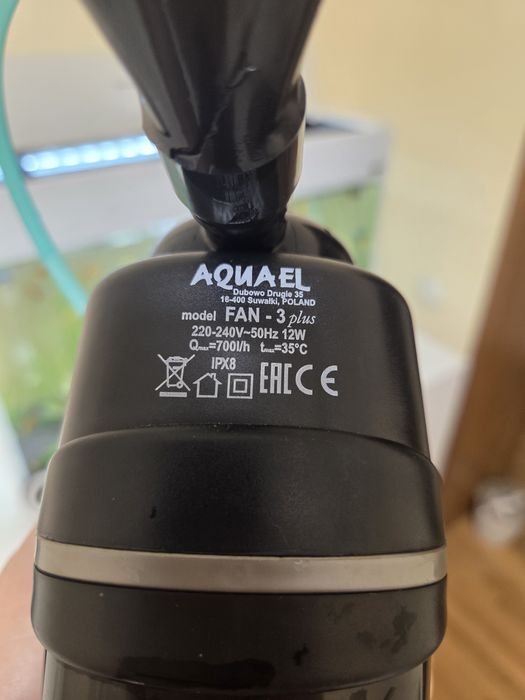 AQUAEL
Dubowo Drugie 35
16-400 Suwałki, POLAND
model FAN - 3 plus
220-240V~50Hz 12W
Qmax=700l/h tmax=35°C
IPX8
EAC CE